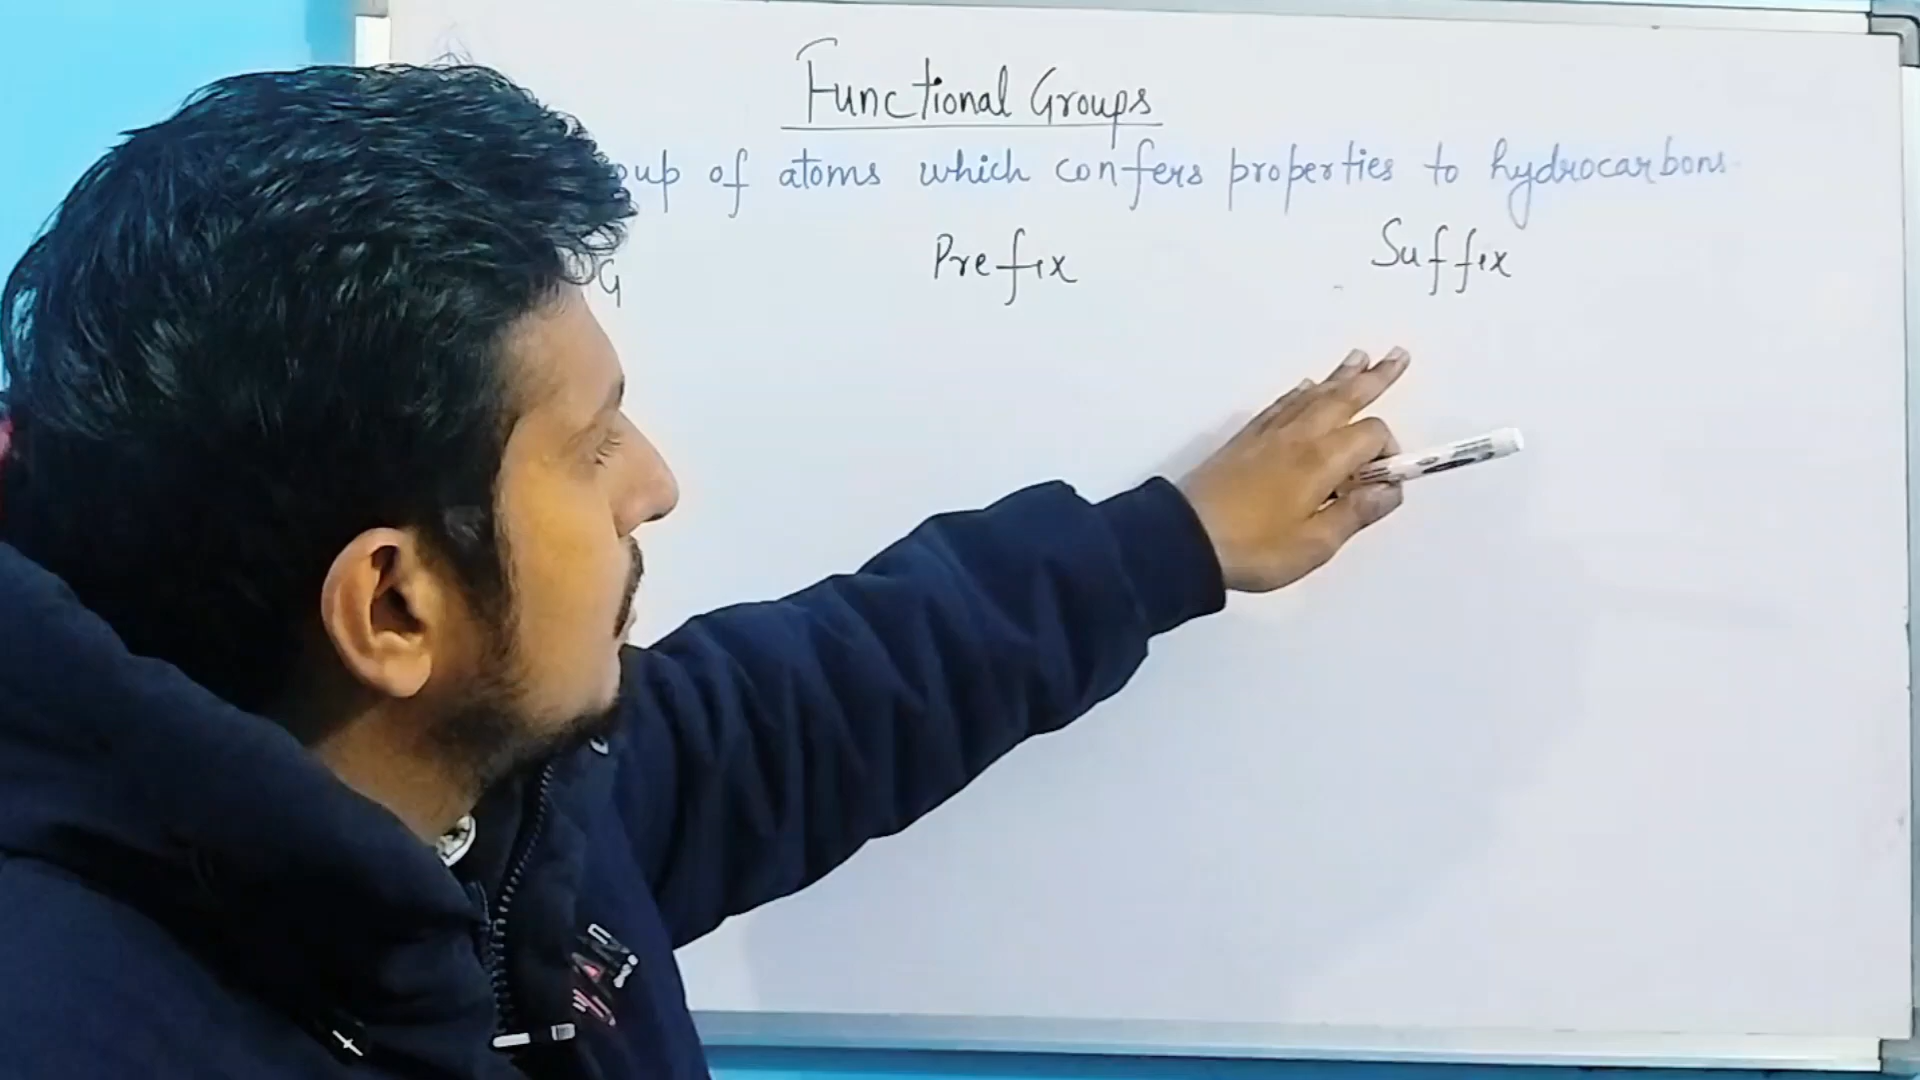 Functional Groups
oup of atoms which confers properties to hydrocarbons
G Prefix Suffix